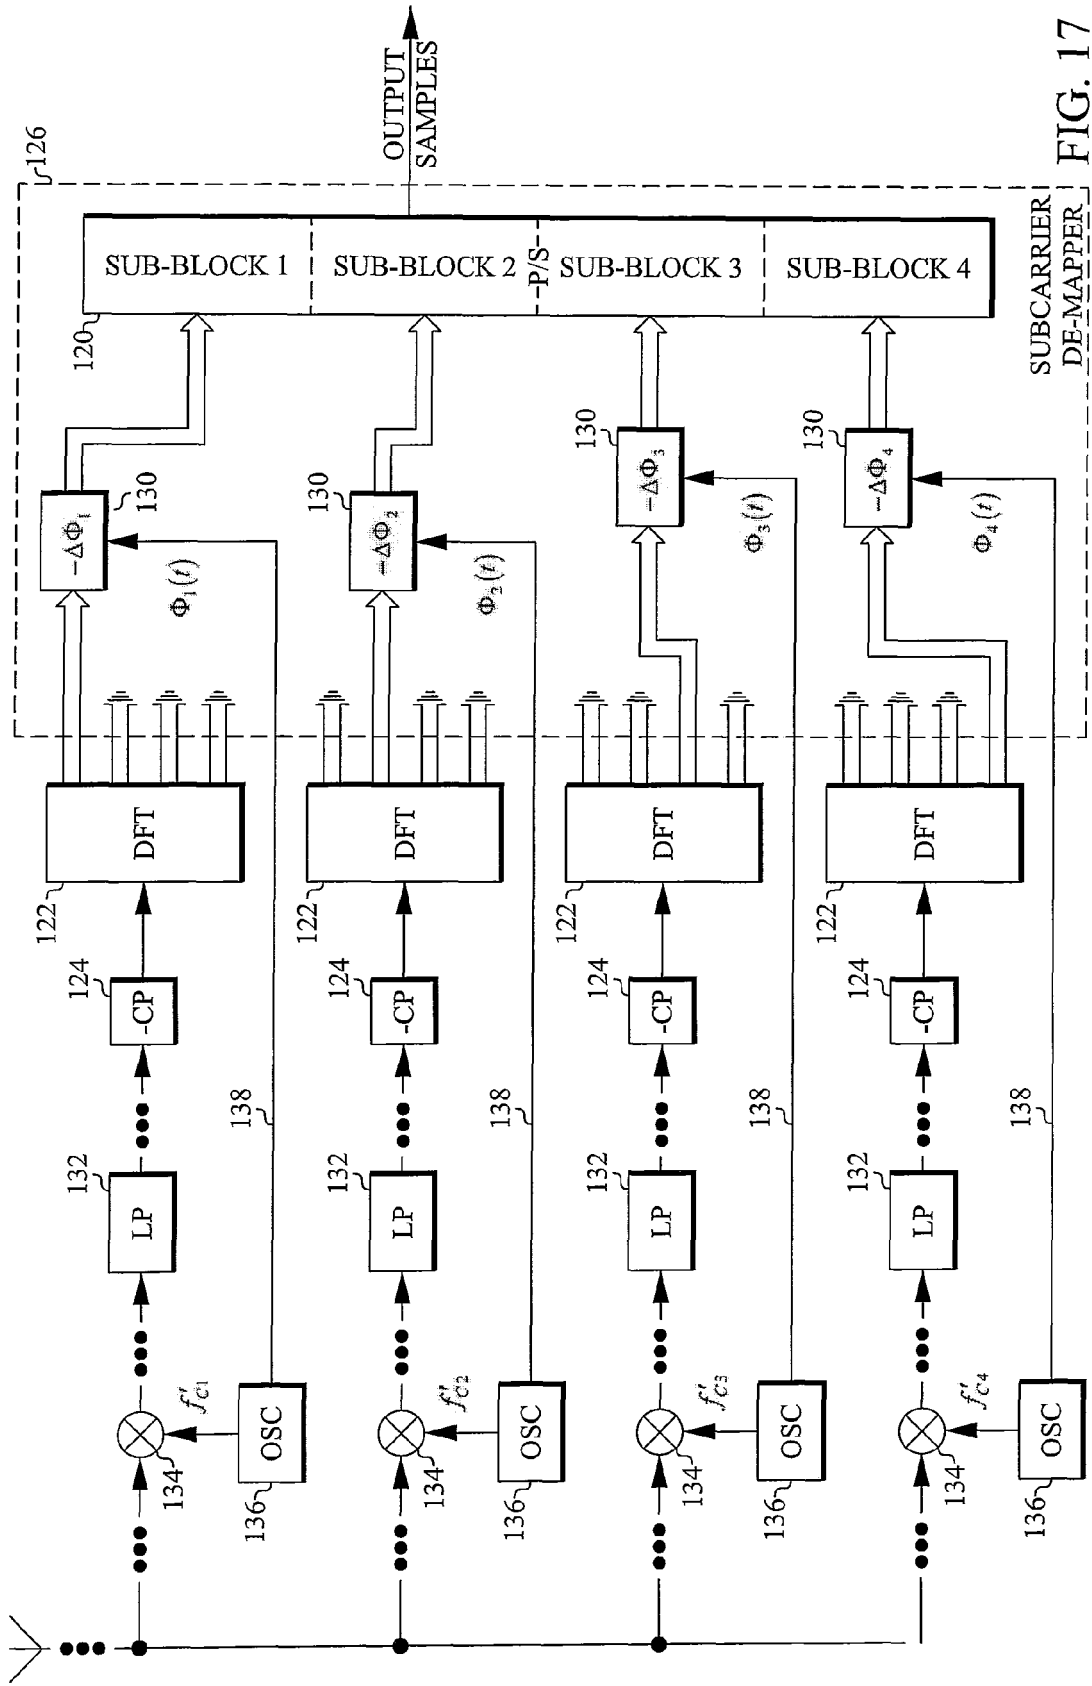 126
OUTPUT
SAMPLES
FIG. 17
SUB-BLOCK 1
SUB-BLOCK 2
P/S
SUB-BLOCK 3
SUB-BLOCK 4
120
SUBCARRIER
DE-MAPPER
−ΔΦ₁
130
Φ₁(t)
−ΔΦ₂
130
Φ₂(t)
−ΔΦ₃
130
Φ₃(t)
−ΔΦ₄
130
Φ₄(t)
DFT
122
DFT
122
DFT
122
DFT
122
-CP
124
-CP
124
-CP
124
-CP
124
138
138
138
138
LP
132
LP
132
LP
132
LP
132
134
f'C1
OSC
136
134
f'C2
OSC
136
134
f'C3
OSC
136
134
f'C4
OSC
136